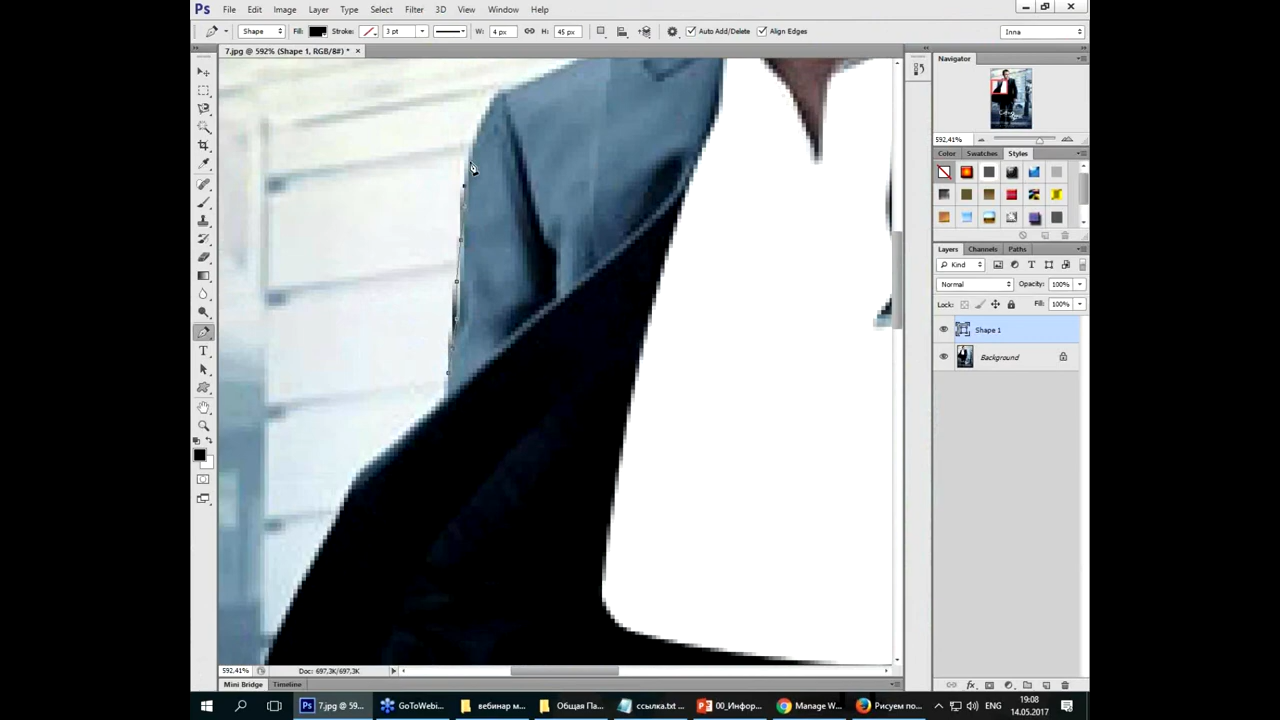 Ps File Edit Image Layer Type Select Filter 3D View Window Help
Shape Fill: Stroke: 3 pt W: 4 px H: 45 px Auto Add/Delete Align Edges Inna
7.jpg @ 592% (Shape 1, RGB/8#) * ×
Navigator
592,41%
Color Swatches Styles
Layers Channels Paths
Kind
Normal Opacity: 100%
Lock: Fill: 100%
Shape 1
Background
592,41% Doc: 697,3K/697,3K
Mini Bridge Timeline
Ps 7.jpg @ 59... GoToWebi... вебинар м... Общая Па... ссылка.txt ... 00_Информ... Manage W... Рисуем по... ENG 19:08
14.05.2017